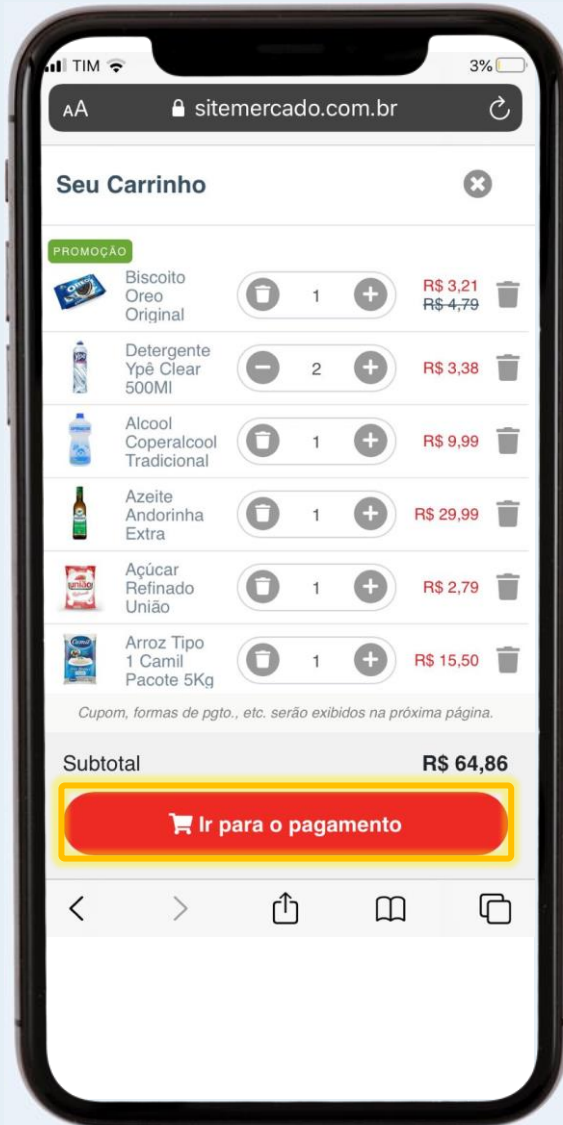 TIM 3%
AA sitemercado.com.br
Seu Carrinho
PROMOÇÃO
Biscoito
Oreo
Original
1
R$ 3,21
R$ 4,79
OREO
Detergente
Ypê Clear
500Ml
2
R$ 3,38
Alcool
Coperalcool
Tradicional
1
R$ 9,99
Azeite
Andorinha
Extra
1
R$ 29,99
Açúcar
Refinado
União
1
R$ 2,79
união
Arroz Tipo
1 Camil
Pacote 5Kg
1
R$ 15,50
Camil
Cupom, formas de pgto., etc. serão exibidos na próxima página.
Subtotal R$ 64,86
Ir para o pagamento